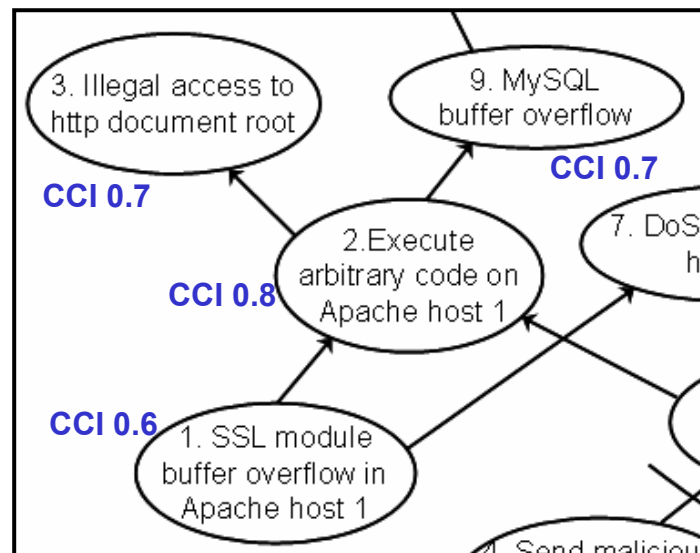 3. Illegal access to
http document root
CCI 0.7
9. MySQL
buffer overflow
CCI 0.7
7. DoS
h
2.Execute
arbitrary code on
Apache host 1
CCI 0.8
CCI 0.6
1. SSL module
buffer overflow in
Apache host 1
4. Send